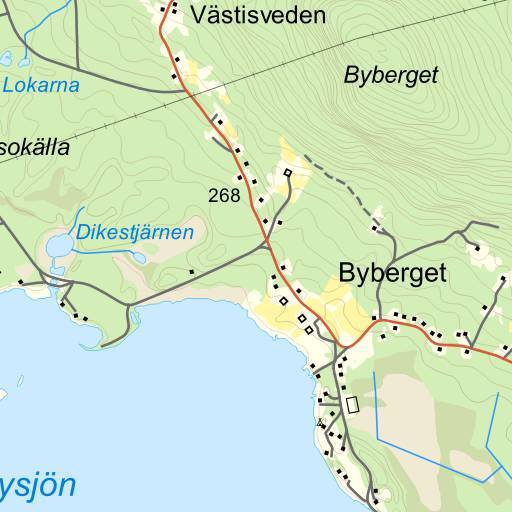 Västisveden
Byberget
Lokarna
sokälla
268
Dikestjärnen
Byberget
ysjön